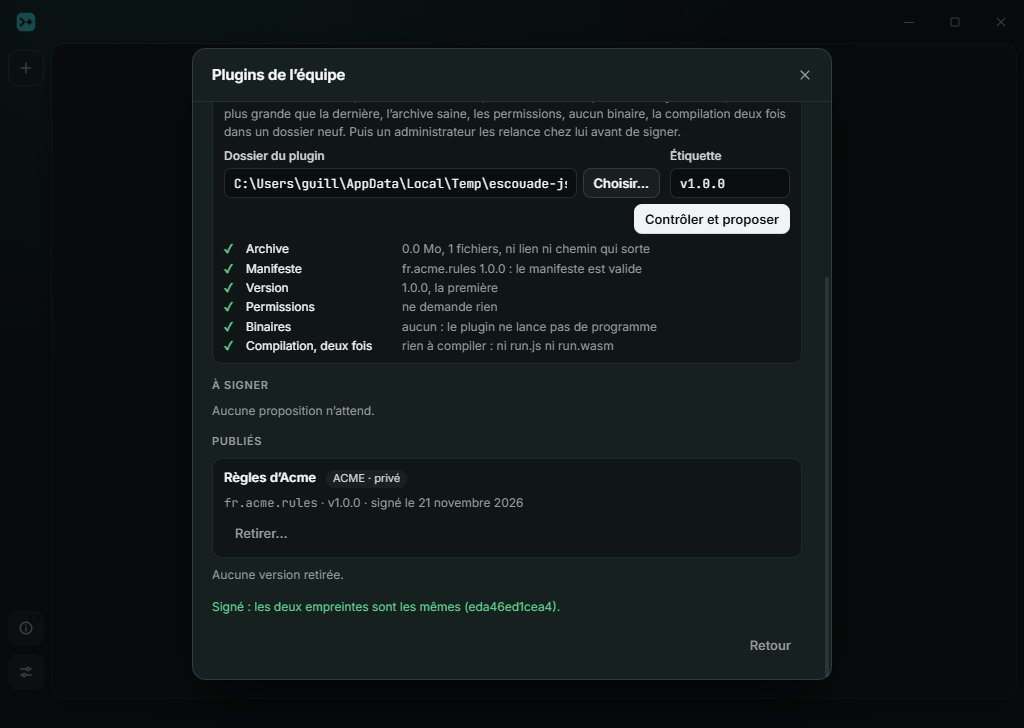 Plugins de l’équipe
plus grande que la dernière, l’archive saine, les permissions, aucun binaire, la compilation deux fois
dans un dossier neuf. Puis un administrateur les relance chez lui avant de signer.
Dossier du plugin
Étiquette
C:\Users\guill\AppData\Local\Temp\escouade-js
Choisir…
v1.0.0
Contrôler et proposer
✓ Archive 0.0 Mo, 1 fichiers, ni lien ni chemin qui sorte
✓ Manifeste fr.acme.rules 1.0.0 : le manifeste est valide
✓ Version 1.0.0, la première
✓ Permissions ne demande rien
✓ Binaires aucun : le plugin ne lance pas de programme
✓ Compilation, deux fois rien à compiler : ni run.js ni run.wasm
À SIGNER
Aucune proposition n’attend.
PUBLIÉS
Règles d’Acme ACME · privé
fr.acme.rules · v1.0.0 · signé le 21 novembre 2026
Retirer…
Aucune version retirée.
Signé : les deux empreintes sont les mêmes (eda46ed1cea4).
Retour